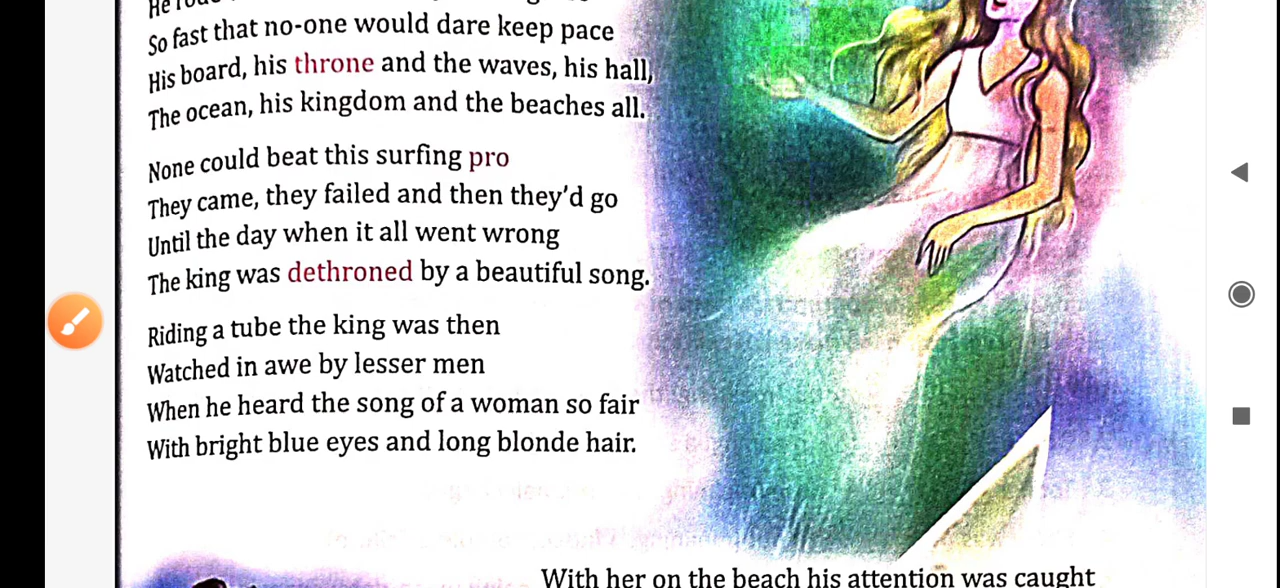 He
So fast that no-one would dare keep pace
His board, his throne and the waves, his hall,
The ocean, his kingdom and the beaches all.
None could beat this surfing pro
They came, they failed and then they'd go
Until the day when it all went wrong
The king was dethroned by a beautiful song.
Riding a tube the king was then
Watched in awe by lesser men
When he heard the song of a woman so fair
With bright blue eyes and long blonde hair.
With her on the beach his attention was caught